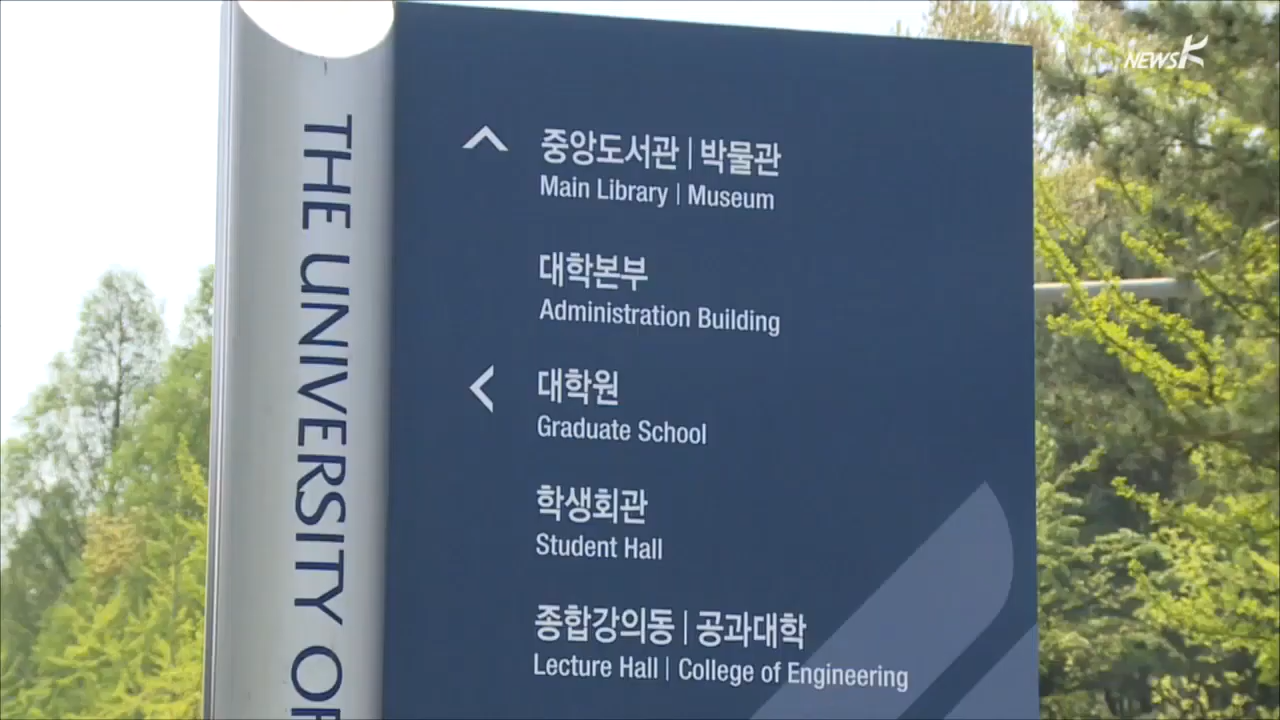 NEWSK
THE UNIVERSITY OF
중앙도서관 | 박물관
Main Library | Museum
대학본부
Administration Building
대학원
Graduate School
학생회관
Student Hall
종합강의동 | 공과대학
Lecture Hall | College of Engineering